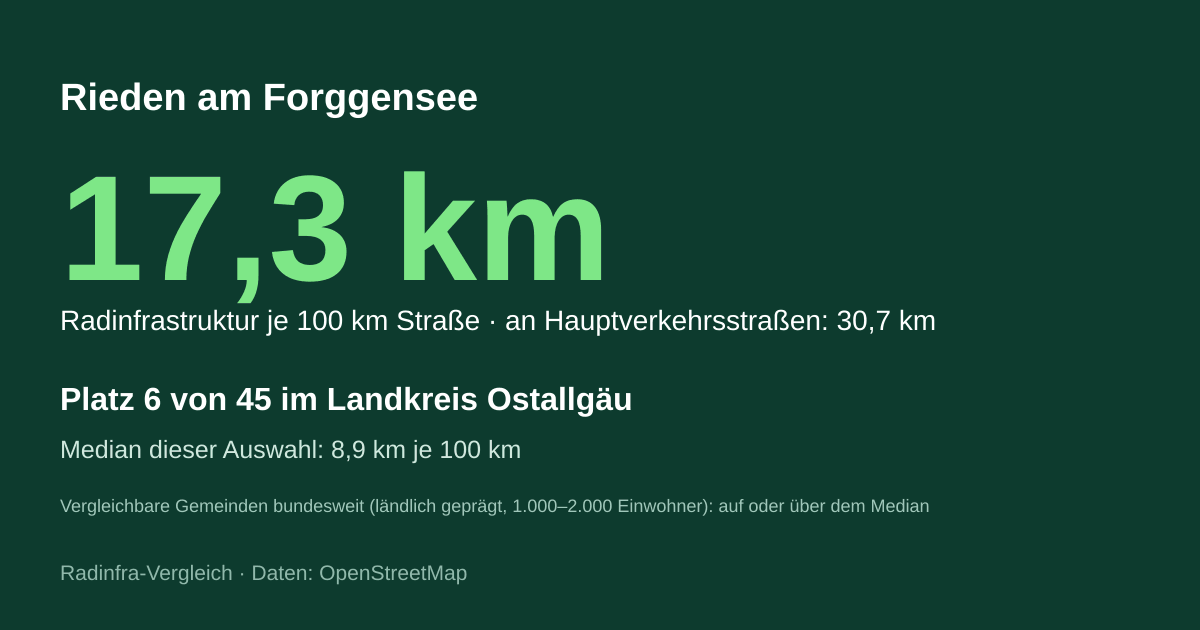 Rieden am Forggensee
17,3 km
Radinfrastruktur je 100 km Straße · an Hauptverkehrsstraßen: 30,7 km
Platz 6 von 45 im Landkreis Ostallgäu
Median dieser Auswahl: 8,9 km je 100 km
Vergleichbare Gemeinden bundesweit (ländlich geprägt, 1.000–2.000 Einwohner): auf oder über dem Median
Radinfra-Vergleich · Daten: OpenStreetMap